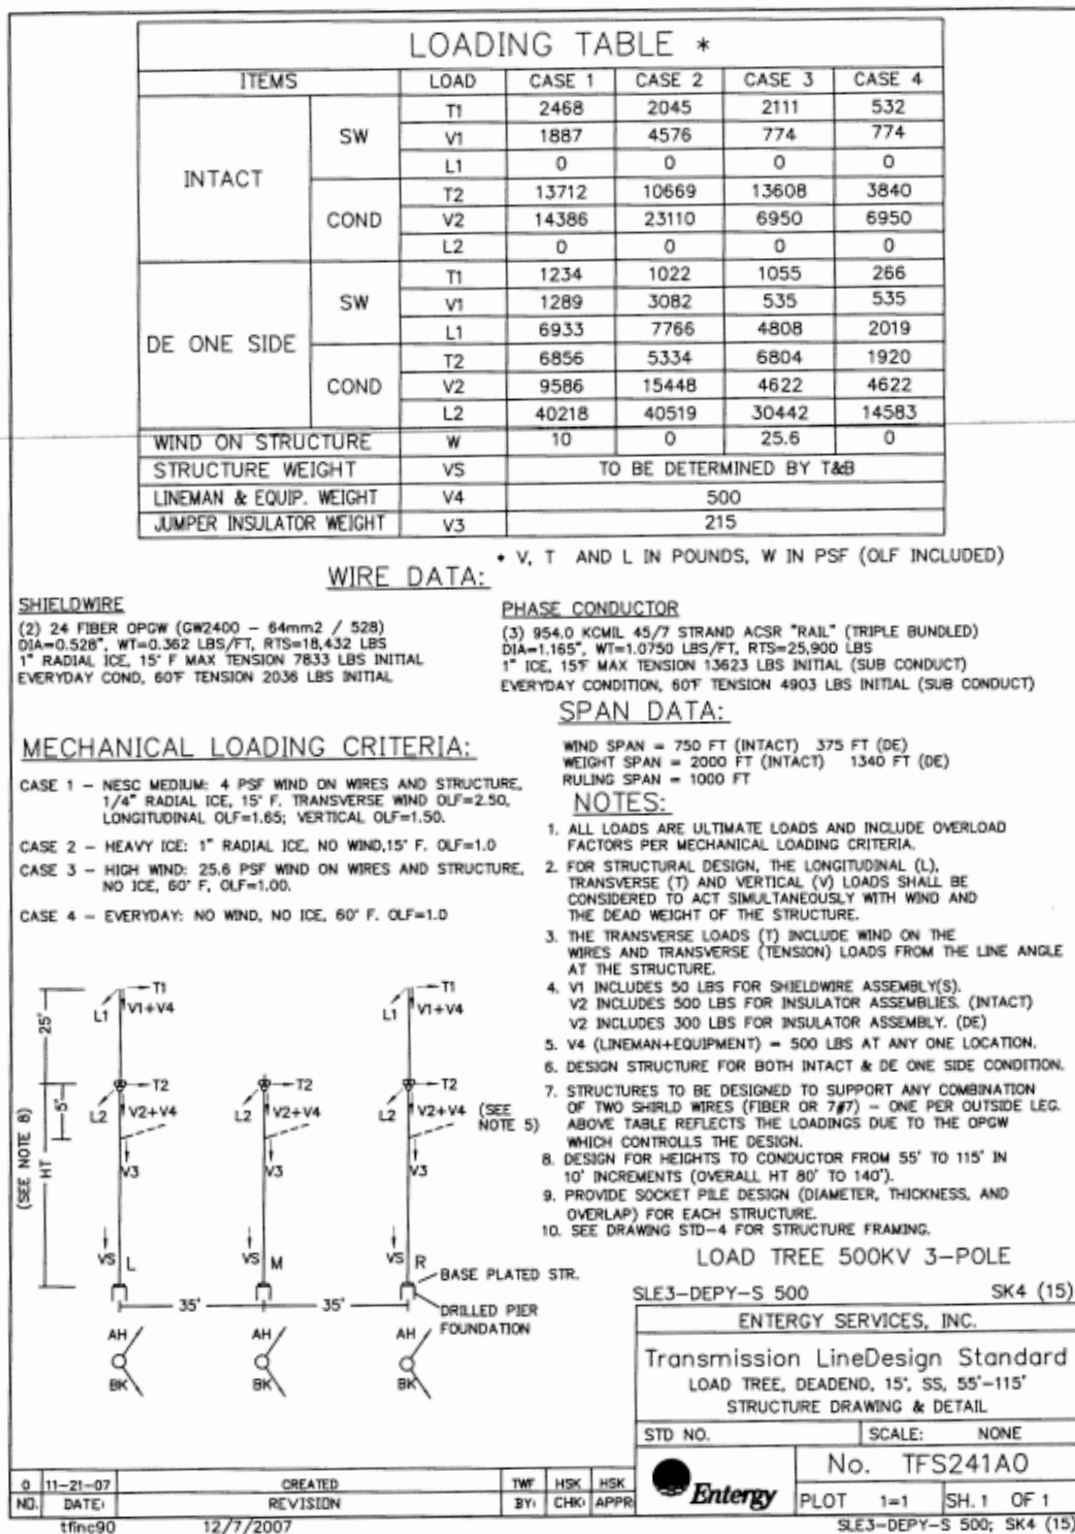 LOADING TABLE *
ITEMS LOAD CASE 1 CASE 2 CASE 3 CASE 4
INTACT SW T1 2468 2045 2111 532
V1 1887 4576 774 774
L1 0 0 0 0
COND T2 13712 10669 13608 3840
V2 14386 23110 6950 6950
L2 0 0 0 0
DE ONE SIDE SW T1 1234 1022 1055 266
V1 1289 3082 535 535
L1 6933 7766 4808 2019
COND T2 6856 5334 6804 1920
V2 9586 15448 4622 4622
L2 40218 40519 30442 14583
WIND ON STRUCTURE W 10 0 25.6 0
STRUCTURE WEIGHT VS TO BE DETERMINED BY T&B
LINEMAN & EQUIP. WEIGHT V4 500
JUMPER INSULATOR WEIGHT V3 215
* V, T AND L IN POUNDS, W IN PSF (OLF INCLUDED)
WIRE DATA:
SHIELDWIRE
(2) 24 FIBER OPGW (GW2400 - 64mm2 / 528)
DIA=0.528", WT=0.362 LBS/FT, RTS=18,432 LBS
1" RADIAL ICE, 15° F MAX TENSION 7833 LBS INITIAL
EVERYDAY COND, 60°F TENSION 2036 LBS INITIAL
PHASE CONDUCTOR
(3) 954.0 KCMIL 45/7 STRAND ACSR "RAIL" (TRIPLE BUNDLED)
DIA=1.165", WT=1.0750 LBS/FT, RTS=25,900 LBS
1" ICE, 15°F MAX TENSION 13623 LBS INITIAL (SUB CONDUCT)
EVERYDAY CONDITION, 60°F TENSION 4903 LBS INITIAL (SUB CONDUCT)
SPAN DATA:
WIND SPAN = 750 FT (INTACT) 375 FT (DE)
WEIGHT SPAN = 2000 FT (INTACT) 1340 FT (DE)
RULING SPAN = 1000 FT
MECHANICAL LOADING CRITERIA:
CASE 1 - NESC MEDIUM: 4 PSF WIND ON WIRES AND STRUCTURE,
1/4" RADIAL ICE, 15° F. TRANSVERSE WIND OLF=2.50,
LONGITUDINAL OLF=1.65; VERTICAL OLF=1.50.
CASE 2 - HEAVY ICE: 1" RADIAL ICE, NO WIND,15° F. OLF=1.0
CASE 3 - HIGH WIND: 25.6 PSF WIND ON WIRES AND STRUCTURE,
NO ICE, 60° F, OLF=1.00.
CASE 4 - EVERYDAY: NO WIND, NO ICE, 60° F. OLF=1.0
NOTES:
1. ALL LOADS ARE ULTIMATE LOADS AND INCLUDE OVERLOAD
FACTORS PER MECHANICAL LOADING CRITERIA.
2. FOR STRUCTURAL DESIGN, THE LONGITUDINAL (L),
TRANSVERSE (T) AND VERTICAL (V) LOADS SHALL BE
CONSIDERED TO ACT SIMULTANEOUSLY WITH WIND AND
THE DEAD WEIGHT OF THE STRUCTURE.
3. THE TRANSVERSE LOADS (T) INCLUDE WIND ON THE
WIRES AND TRANSVERSE (TENSION) LOADS FROM THE LINE ANGLE
AT THE STRUCTURE.
4. V1 INCLUDES 50 LBS FOR SHIELDWIRE ASSEMBLY(S).
V2 INCLUDES 500 LBS FOR INSULATOR ASSEMBLIES. (INTACT)
V2 INCLUDES 300 LBS FOR INSULATOR ASSEMBLY. (DE)
5. V4 (LINEMAN+EQUIPMENT) = 500 LBS AT ANY ONE LOCATION.
6. DESIGN STRUCTURE FOR BOTH INTACT & DE ONE SIDE CONDITION.
7. STRUCTURES TO BE DESIGNED TO SUPPORT ANY COMBINATION
OF TWO SHIRLD WIRES (FIBER OR 7#7) - ONE PER OUTSIDE LEG.
ABOVE TABLE REFLECTS THE LOADINGS DUE TO THE OPGW
WHICH CONTROLLS THE DESIGN.
8. DESIGN FOR HEIGHTS TO CONDUCTOR FROM 55' TO 115' IN
10' INCREMENTS (OVERALL HT 80' TO 140').
9. PROVIDE SOCKET PILE DESIGN (DIAMETER, THICKNESS, AND
OVERLAP) FOR EACH STRUCTURE.
10. SEE DRAWING STD-4 FOR STRUCTURE FRAMING.
T1 T1
L1 V1+V4 L1 V1+V4
25'
T2 T2 T2
L2 V2+V4 L2 V2+V4 L2 V2+V4 (SEE NOTE 5)
5'
V3 V3 V3
(SEE NOTE 8)
HT
VS L VS M VS R
BASE PLATED STR.
35' 35'
DRILLED PIER
FOUNDATION
AH AH AH
BK BK BK
LOAD TREE 500KV 3-POLE
SLE3-DEPY-S 500 SK4 (15)
ENTERGY SERVICES, INC.
Transmission LineDesign Standard
LOAD TREE, DEADEND, 15°, SS, 55'-115'
STRUCTURE DRAWING & DETAIL
STD NO. SCALE: NONE
Entergy
No. TFS241A0
PLOT 1=1 SH. 1 OF 1
0 11-21-07 CREATED TWF HSK HSK
NO. DATE: REVISION BY: CHK: APPR
tfinc90 12/7/2007 SLE3-DEPY-S 500; SK4 (15)